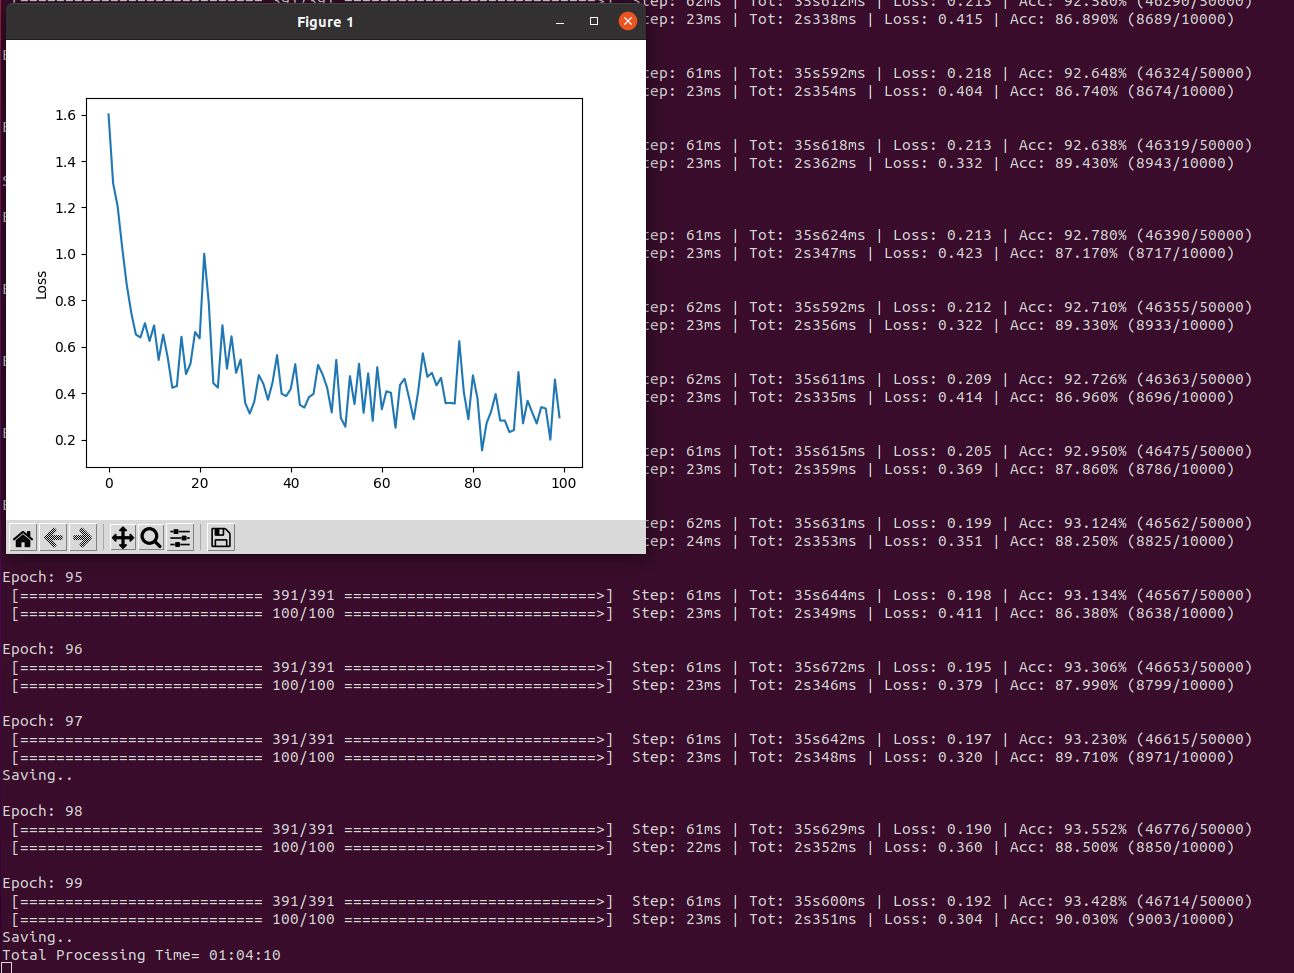 Step: 62ms | Tot: 35s612ms | Loss: 0.213 | Acc: 92.580% (46290/50000)
Figure 1
tep: 23ms | Tot: 2s338ms | Loss: 0.415 | Acc: 86.890% (8689/10000)
tep: 61ms | Tot: 35s592ms | Loss: 0.218 | Acc: 92.648% (46324/50000)
tep: 23ms | Tot: 2s354ms | Loss: 0.404 | Acc: 86.740% (8674/10000)
tep: 61ms | Tot: 35s618ms | Loss: 0.213 | Acc: 92.638% (46319/50000)
tep: 23ms | Tot: 2s362ms | Loss: 0.332 | Acc: 89.430% (8943/10000)
tep: 61ms | Tot: 35s624ms | Loss: 0.213 | Acc: 92.780% (46390/50000)
tep: 23ms | Tot: 2s347ms | Loss: 0.423 | Acc: 87.170% (8717/10000)
tep: 62ms | Tot: 35s592ms | Loss: 0.212 | Acc: 92.710% (46355/50000)
tep: 23ms | Tot: 2s356ms | Loss: 0.322 | Acc: 89.330% (8933/10000)
tep: 62ms | Tot: 35s611ms | Loss: 0.209 | Acc: 92.726% (46363/50000)
tep: 23ms | Tot: 2s335ms | Loss: 0.414 | Acc: 86.960% (8696/10000)
tep: 61ms | Tot: 35s615ms | Loss: 0.205 | Acc: 92.950% (46475/50000)
tep: 23ms | Tot: 2s359ms | Loss: 0.369 | Acc: 87.860% (8786/10000)
tep: 62ms | Tot: 35s631ms | Loss: 0.199 | Acc: 93.124% (46562/50000)
tep: 24ms | Tot: 2s353ms | Loss: 0.351 | Acc: 88.250% (8825/10000)
Loss
1.6
1.4
1.2
1.0
0.8
0.6
0.4
0.2
0 20 40 60 80 100
Epoch: 95
[=========================== 391/391 ============================>] Step: 61ms | Tot: 35s644ms | Loss: 0.198 | Acc: 93.134% (46567/50000)
[=========================== 100/100 ============================>] Step: 23ms | Tot: 2s349ms | Loss: 0.411 | Acc: 86.380% (8638/10000)
Epoch: 96
[=========================== 391/391 ============================>] Step: 61ms | Tot: 35s672ms | Loss: 0.195 | Acc: 93.306% (46653/50000)
[=========================== 100/100 ============================>] Step: 23ms | Tot: 2s346ms | Loss: 0.379 | Acc: 87.990% (8799/10000)
Epoch: 97
[=========================== 391/391 ============================>] Step: 61ms | Tot: 35s642ms | Loss: 0.197 | Acc: 93.230% (46615/50000)
[=========================== 100/100 ============================>] Step: 23ms | Tot: 2s348ms | Loss: 0.320 | Acc: 89.710% (8971/10000)
Saving..
Epoch: 98
[=========================== 391/391 ============================>] Step: 61ms | Tot: 35s629ms | Loss: 0.190 | Acc: 93.552% (46776/50000)
[=========================== 100/100 ============================>] Step: 22ms | Tot: 2s352ms | Loss: 0.360 | Acc: 88.500% (8850/10000)
Epoch: 99
[=========================== 391/391 ============================>] Step: 61ms | Tot: 35s600ms | Loss: 0.192 | Acc: 93.428% (46714/50000)
[=========================== 100/100 ============================>] Step: 23ms | Tot: 2s351ms | Loss: 0.304 | Acc: 90.030% (9003/10000)
Saving..
Total Processing Time= 01:04:10